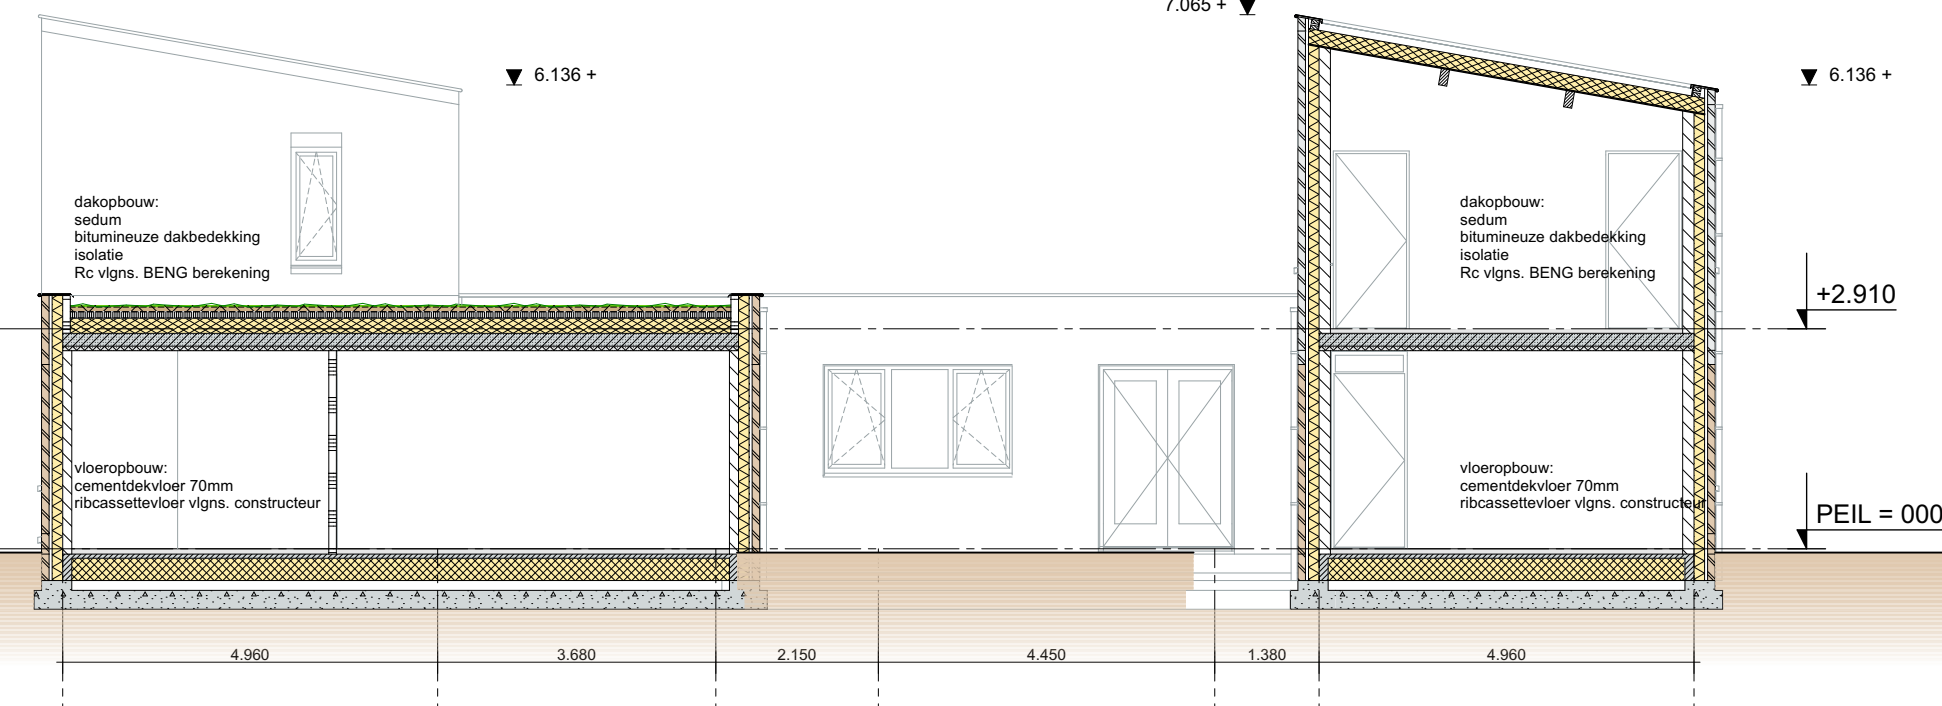 7.065 +
6.136 +
6.136 +
dakopbouw:
sedum
bitumineuze dakbedekking
isolatie
Rc vlgns. BENG berekening
dakopbouw:
sedum
bitumineuze dakbedekking
isolatie
Rc vlgns. BENG berekening
+2.910
vloeropbouw:
cementdekvloer 70mm
ribcassettevloer vlgns. constructeur
vloeropbouw:
cementdekvloer 70mm
ribcassettevloer vlgns. constructeur
PEIL = 000
4.960
3.680
2.150
4.450
1.380
4.960